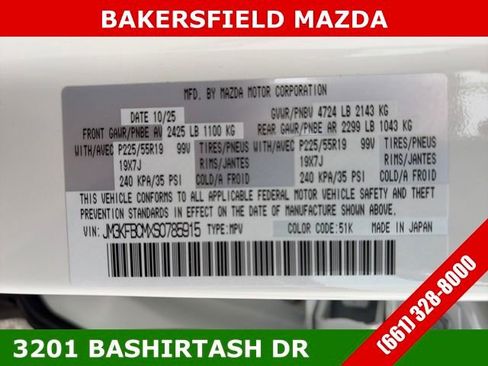 BAKERSFIELD MAZDA
MFD. BY MAZDA MOTOR CORPORATION
DATE 10/25 GVWR/PNBV 4724 LB 2143 KG
FRONT GAWR/PNBE AV 2425 LB 1100 KG REAR GAWR/PNBE AR 2299 LB 1043 KG
WITH/AVEC P225/55R19 99V TIRES/PNEUS WITH/AVEC P225/55R19 99V TIRES/PNEUS
19X7J RIMS/JANTES 19X7J RIMS/JANTES
240 KPA/35 PSI COLD/A FROID 240 KPA/35 PSI COLD/A FROID
THIS VEHICLE CONFORMS TO ALL APPLICABLE FEDERAL MOTOR VEHICLE
SAFETY, BUMPER, AND THEFT PREVENTION STANDARDS IN
EFFECT ON THE DATE OF MANUFACTURE SHOWN ABOVE.
VIN: JM3KFBCMXS0785915 TYPE: MPV COLOR CODE: 51K MADE IN JAPAN
(661) 328-8000
3201 BASHIRTASH DR